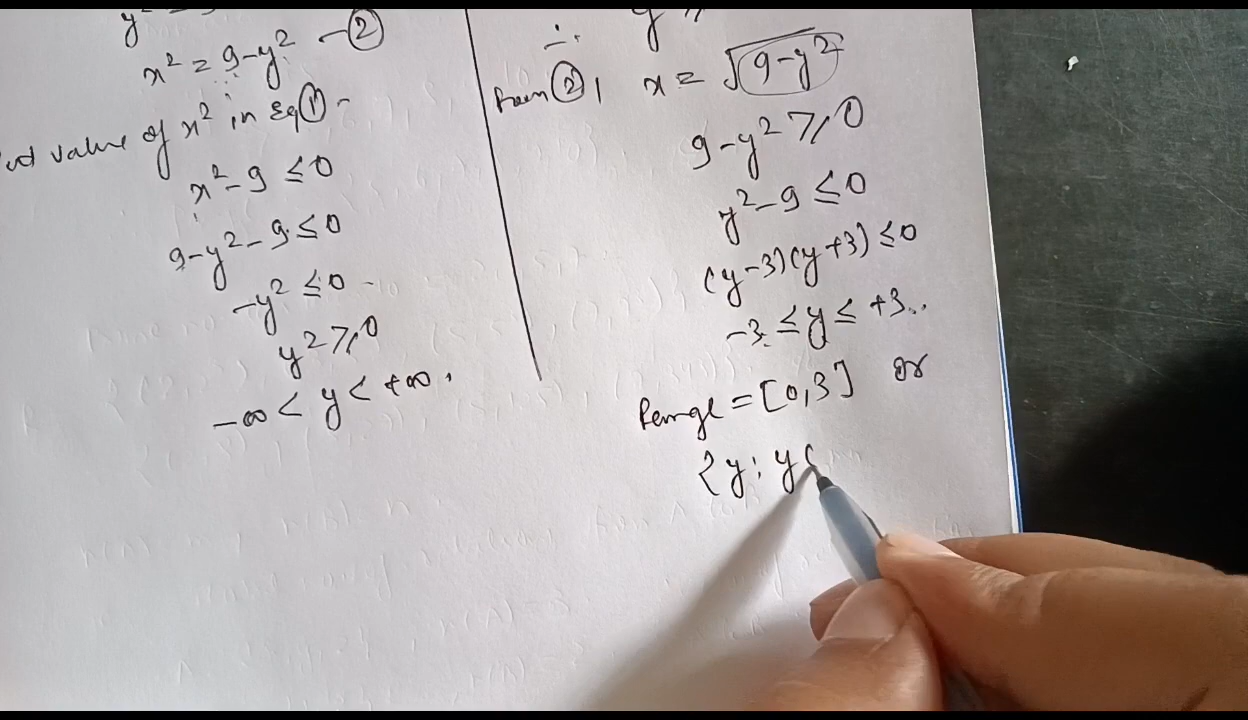 x² = 9-y² —②
value of x² in Eq①-
x²-9 ≤ 0
9-y²-9 ≤ 0
-y² ≤ 0
y² ≥ 0
-∞ < y < +∞.
∴ y ≥
from ②, x = √9-y²
9-y² ≥ 0
y²-9 ≤ 0
(y-3)(y+3) ≤ 0
-3 ≤ y ≤ +3..
Range = [0,3] or
{y: y